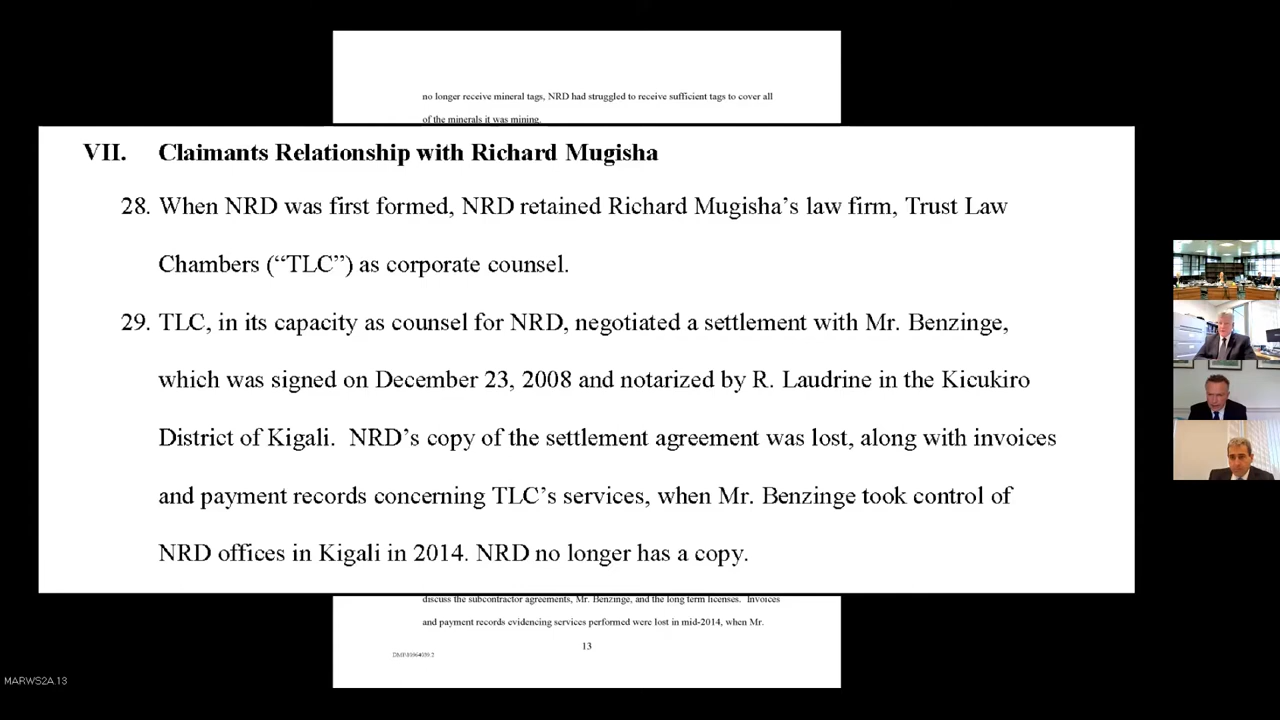 no longer receive mineral tags, NRD had struggled to receive sufficient tags to cover all
of the minerals it was mining.
VII. Claimants Relationship with Richard Mugisha
28. When NRD was first formed, NRD retained Richard Mugisha’s law firm, Trust Law
Chambers (“TLC”) as corporate counsel.
29. TLC, in its capacity as counsel for NRD, negotiated a settlement with Mr. Benzinge,
which was signed on December 23, 2008 and notarized by R. Laudrine in the Kicukiro
District of Kigali. NRD’s copy of the settlement agreement was lost, along with invoices
and payment records concerning TLC’s services, when Mr. Benzinge took control of
NRD offices in Kigali in 2014. NRD no longer has a copy.
discuss the subcontractor agreements, Mr. Benzinge, and the long term licenses. Invoices
and payment records evidencing services performed were lost in mid-2014, when Mr.
13
MARWS2A.13